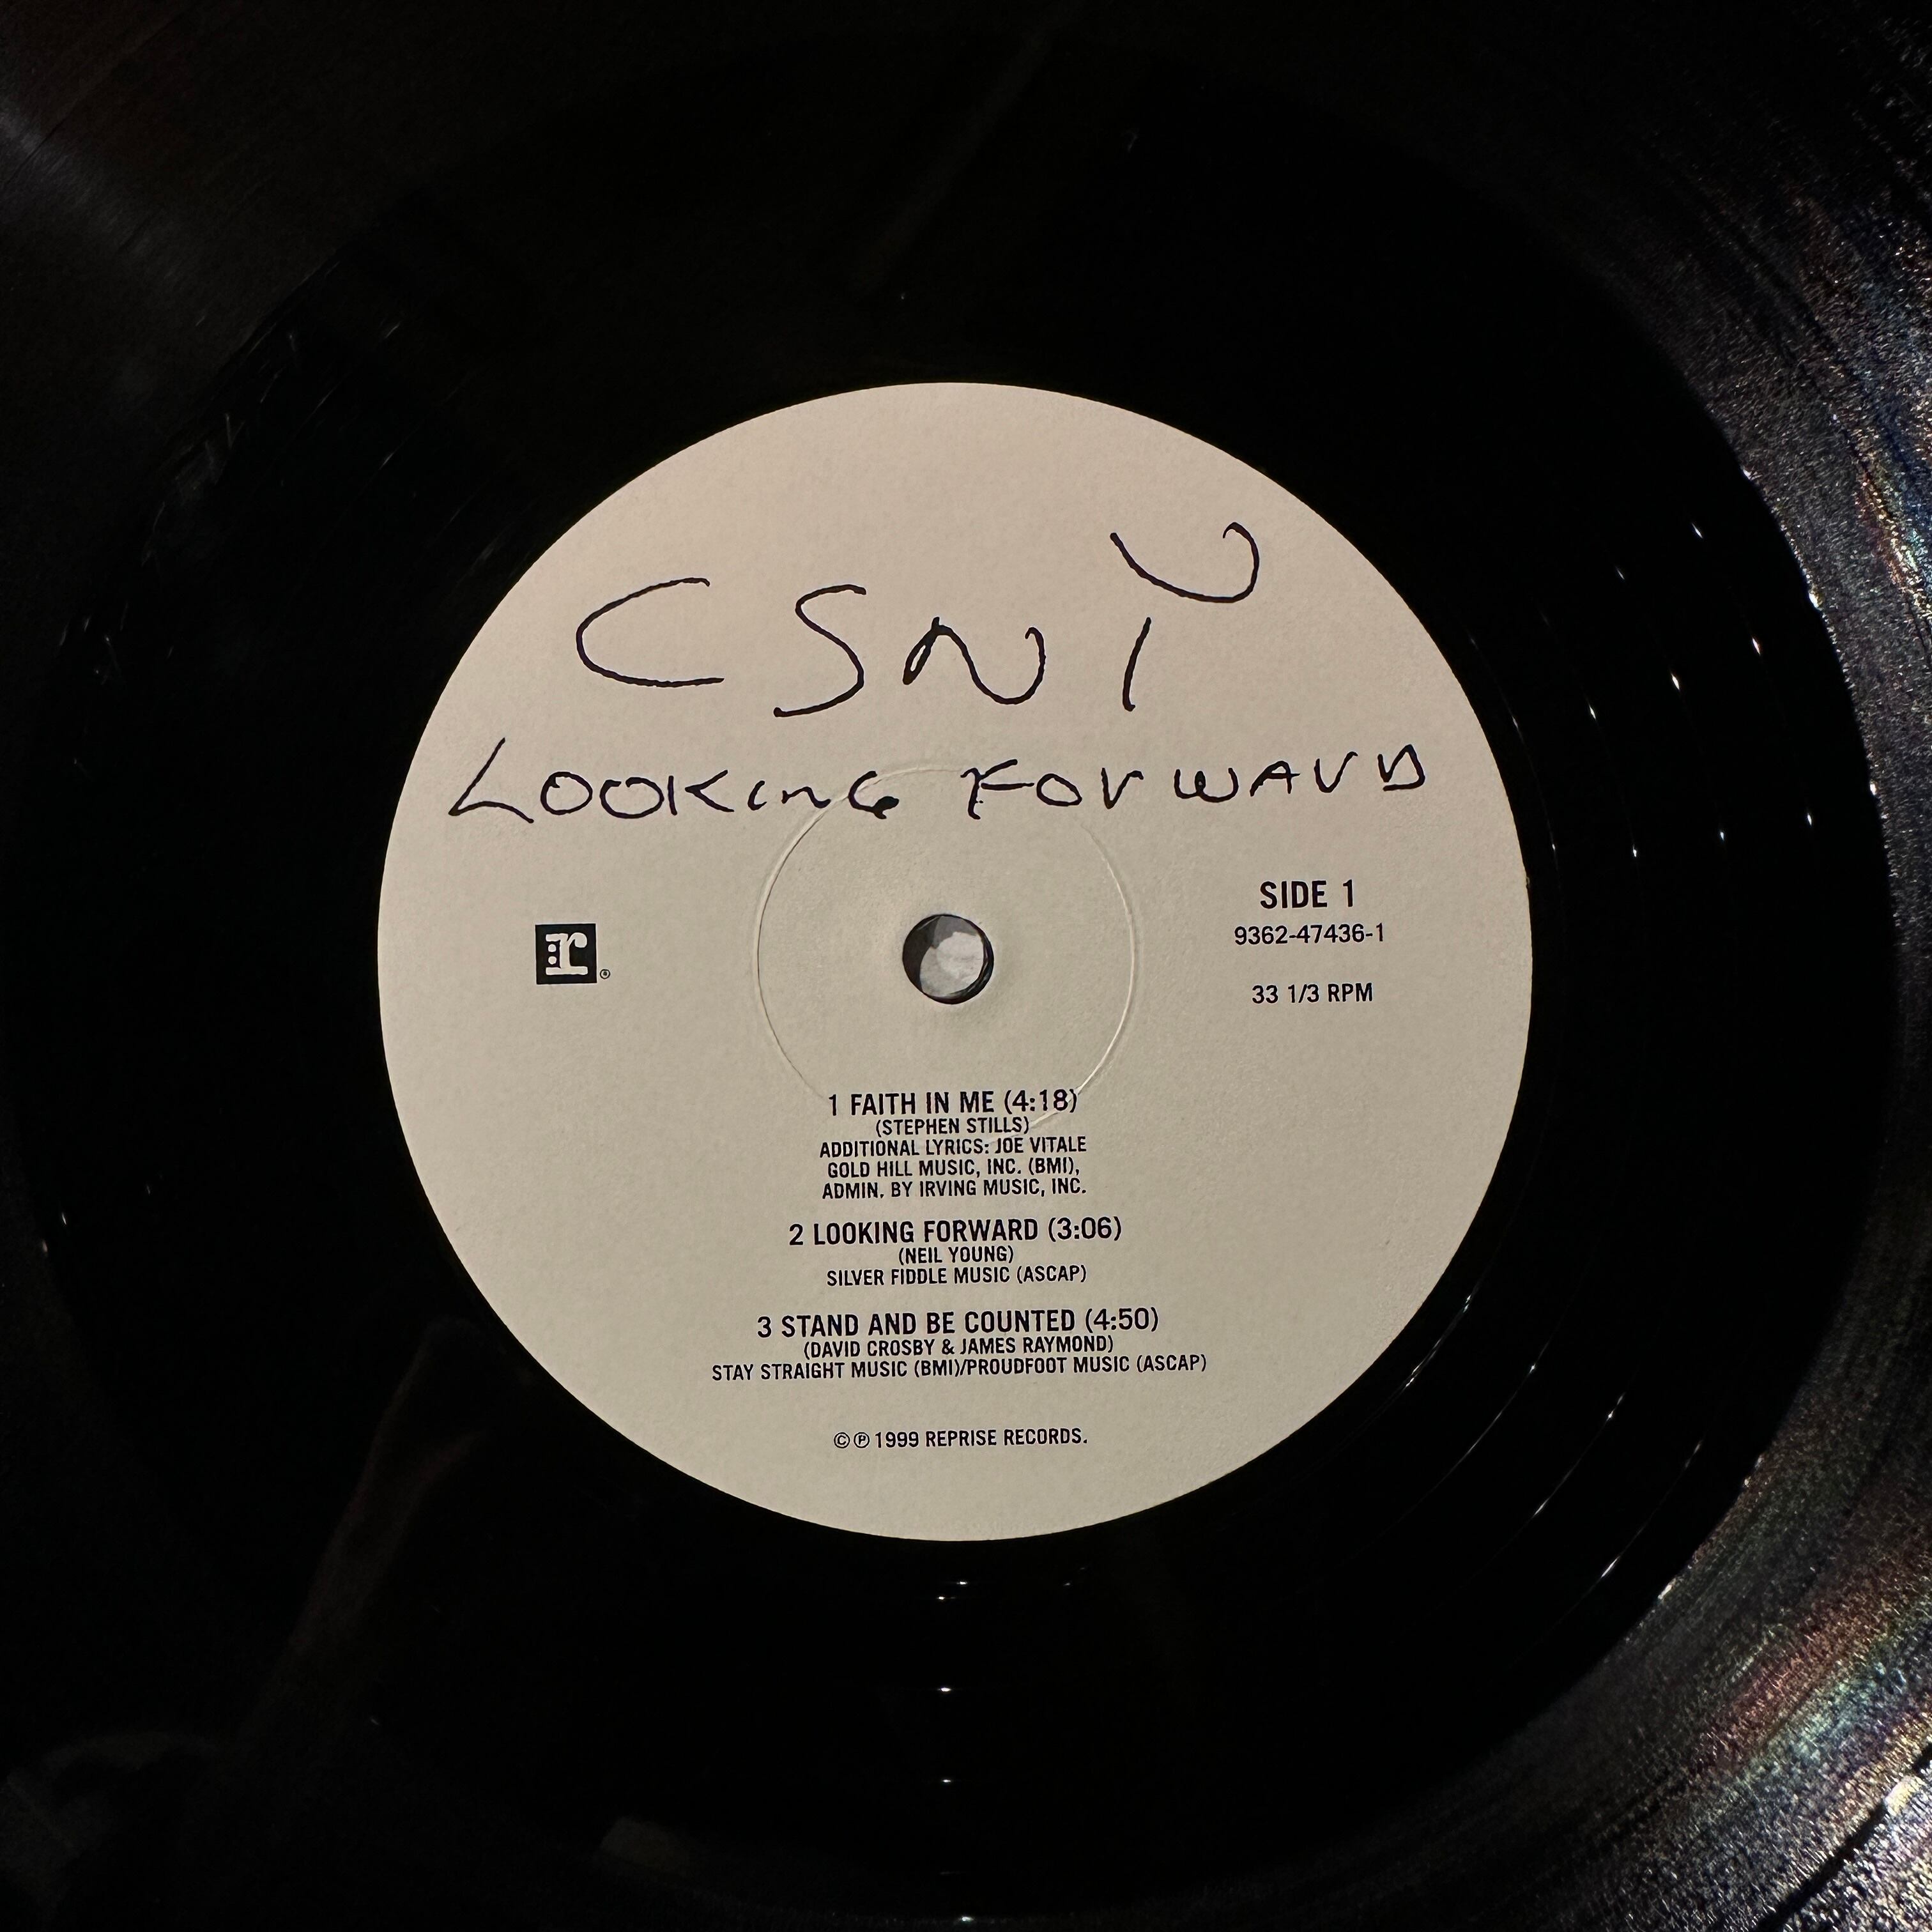 CSNY
LOOKING FORWARD
SIDE 1
9362-47436-1
r®
33 1/3 RPM
1 FAITH IN ME (4:18)
(STEPHEN STILLS)
ADDITIONAL LYRICS: JOE VITALE
GOLD HILL MUSIC, INC. (BMI),
ADMIN. BY IRVING MUSIC, INC.
2 LOOKING FORWARD (3:06)
(NEIL YOUNG)
SILVER FIDDLE MUSIC (ASCAP)
3 STAND AND BE COUNTED (4:50)
(DAVID CROSBY & JAMES RAYMOND)
STAY STRAIGHT MUSIC (BMI)/PROUDFOOT MUSIC (ASCAP)
©℗ 1999 REPRISE RECORDS.